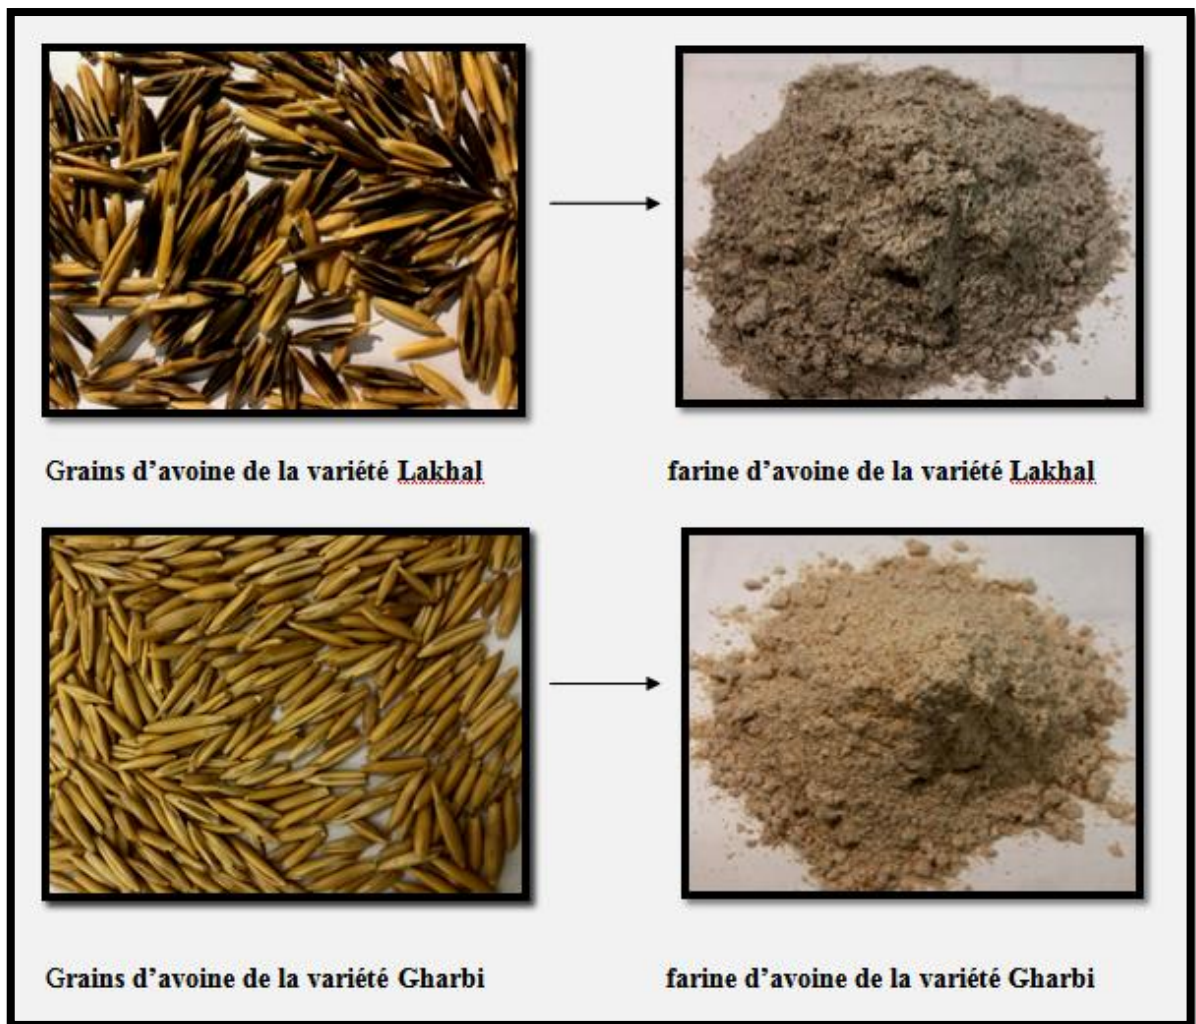 Grains d’avoine de la variété Lakhal
farine d’avoine de la variété Lakhal
Grains d’avoine de la variété Gharbi
farine d’avoine de la variété Gharbi